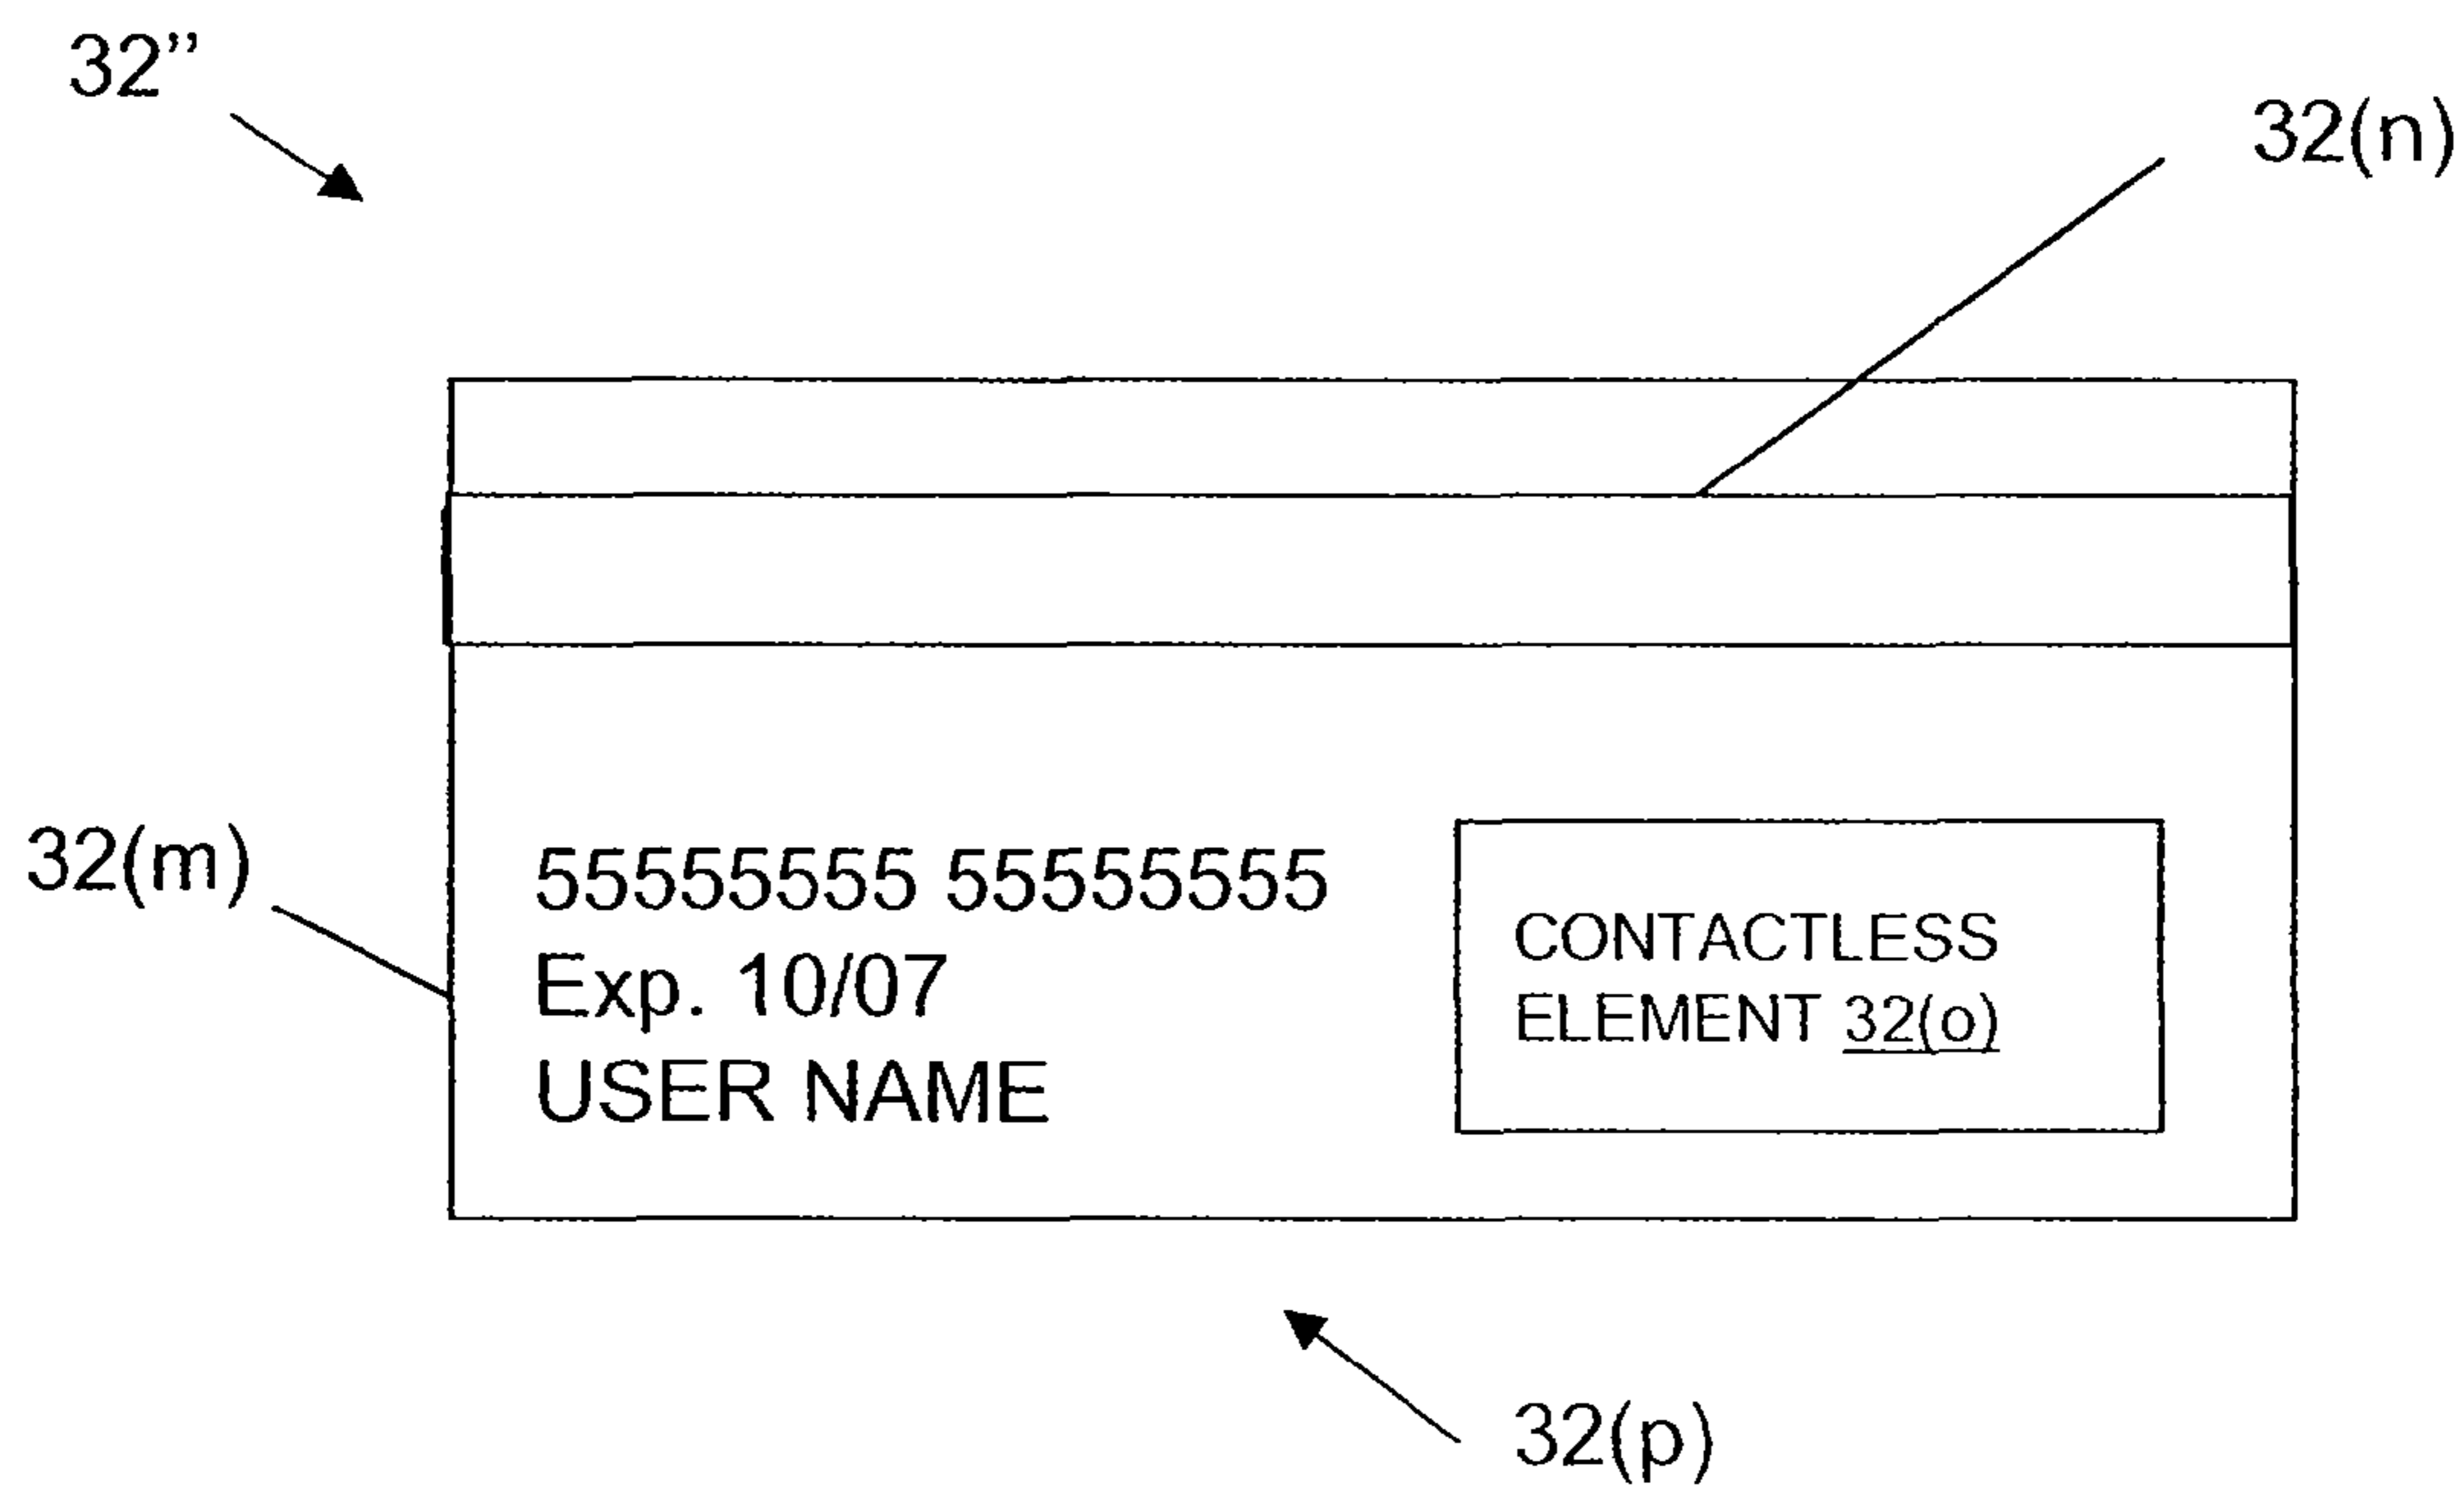 32”
32(n)
32(m)
55555555 55555555
Exp. 10/07
USER NAME
CONTACTLESS
ELEMENT 32(o)
32(p)